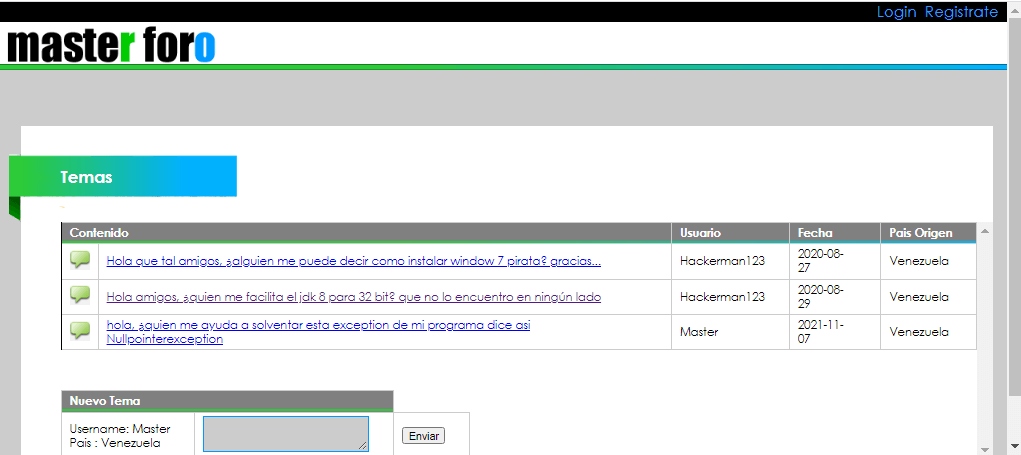 Login Registrate
master foro
Temas
Contenido Usuario Fecha Pais Origen
Hola que tal amigos, ¿alguien me puede decir como instalar window 7 pirata? gracias... Hackerman123 2020-08-27 Venezuela
Hola amigos, ¿quien me facilita el jdk 8 para 32 bit? que no lo encuentro en ningún lado Hackerman123 2020-08-29 Venezuela
hola, ¿quien me ayuda a solventar esta exception de mi programa dice asi
Nullpointerexception Master 2021-11-07 Venezuela
Nuevo Tema
Username: Master
Pais : Venezuela
Enviar